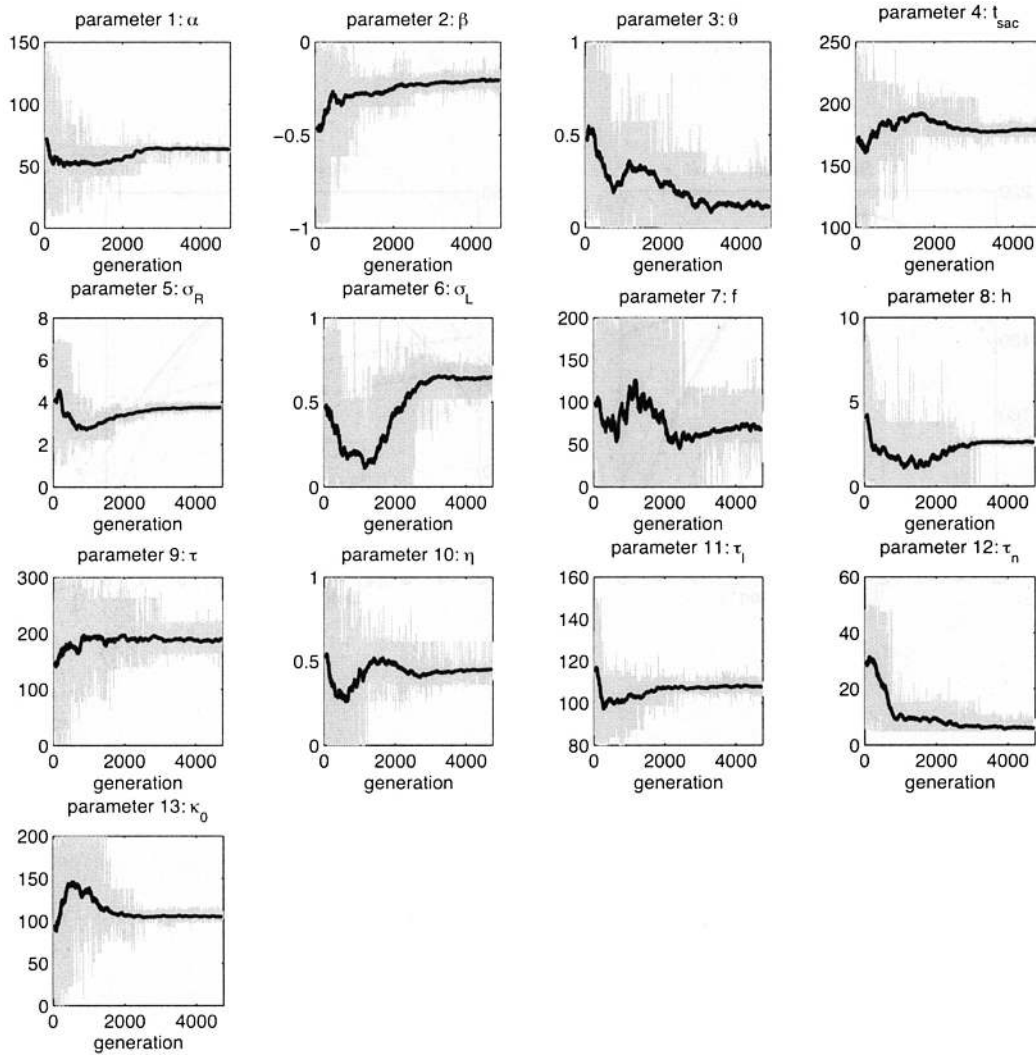 parameter 1: α
150
100
50
0
0 2000 4000
generation
parameter 2: β
0
−0.5
−1
0 2000 4000
generation
parameter 3: θ
1
0.5
0
0 2000 4000
generation
parameter 4: t_sac
250
200
150
100
0 2000 4000
generation
parameter 5: σ_R
8
6
4
2
0
0 2000 4000
generation
parameter 6: σ_L
1
0.5
0
0 2000 4000
generation
parameter 7: f
200
150
100
50
0
0 2000 4000
generation
parameter 8: h
10
5
0
0 2000 4000
generation
parameter 9: τ
300
200
100
0
0 2000 4000
generation
parameter 10: η
1
0.5
0
0 2000 4000
generation
parameter 11: τ_l
160
140
120
100
80
0 2000 4000
generation
parameter 12: τ_n
60
40
20
0
0 2000 4000
generation
parameter 13: κ_0
200
150
100
50
0
0 2000 4000
generation